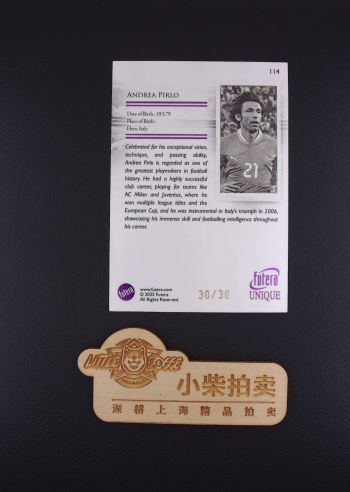 114
ANDREA PIRLO
Date of Birth : 19.5.79
Place of Birth :
Flero, Italy
Celebrated for his exceptional vision,
technique, and passing ability,
Andrea Pirlo is regarded as one
of the greatest playmakers in football
history. He had a highly successful
club career, playing for teams like
AC Milan and Juventus, where he
won multiple league titles and the
European Cup, and he was instrumental in Italy's triumph in 2006,
showcasing his immense skill and footballing intelligence throughout
his career.
21
futera
www.futera.com
© 2025 Futera
All Rights Reserved.
30/30
futera
UNIQUE
LITTLE
小柴拍卖
深耕上海精品拍卖